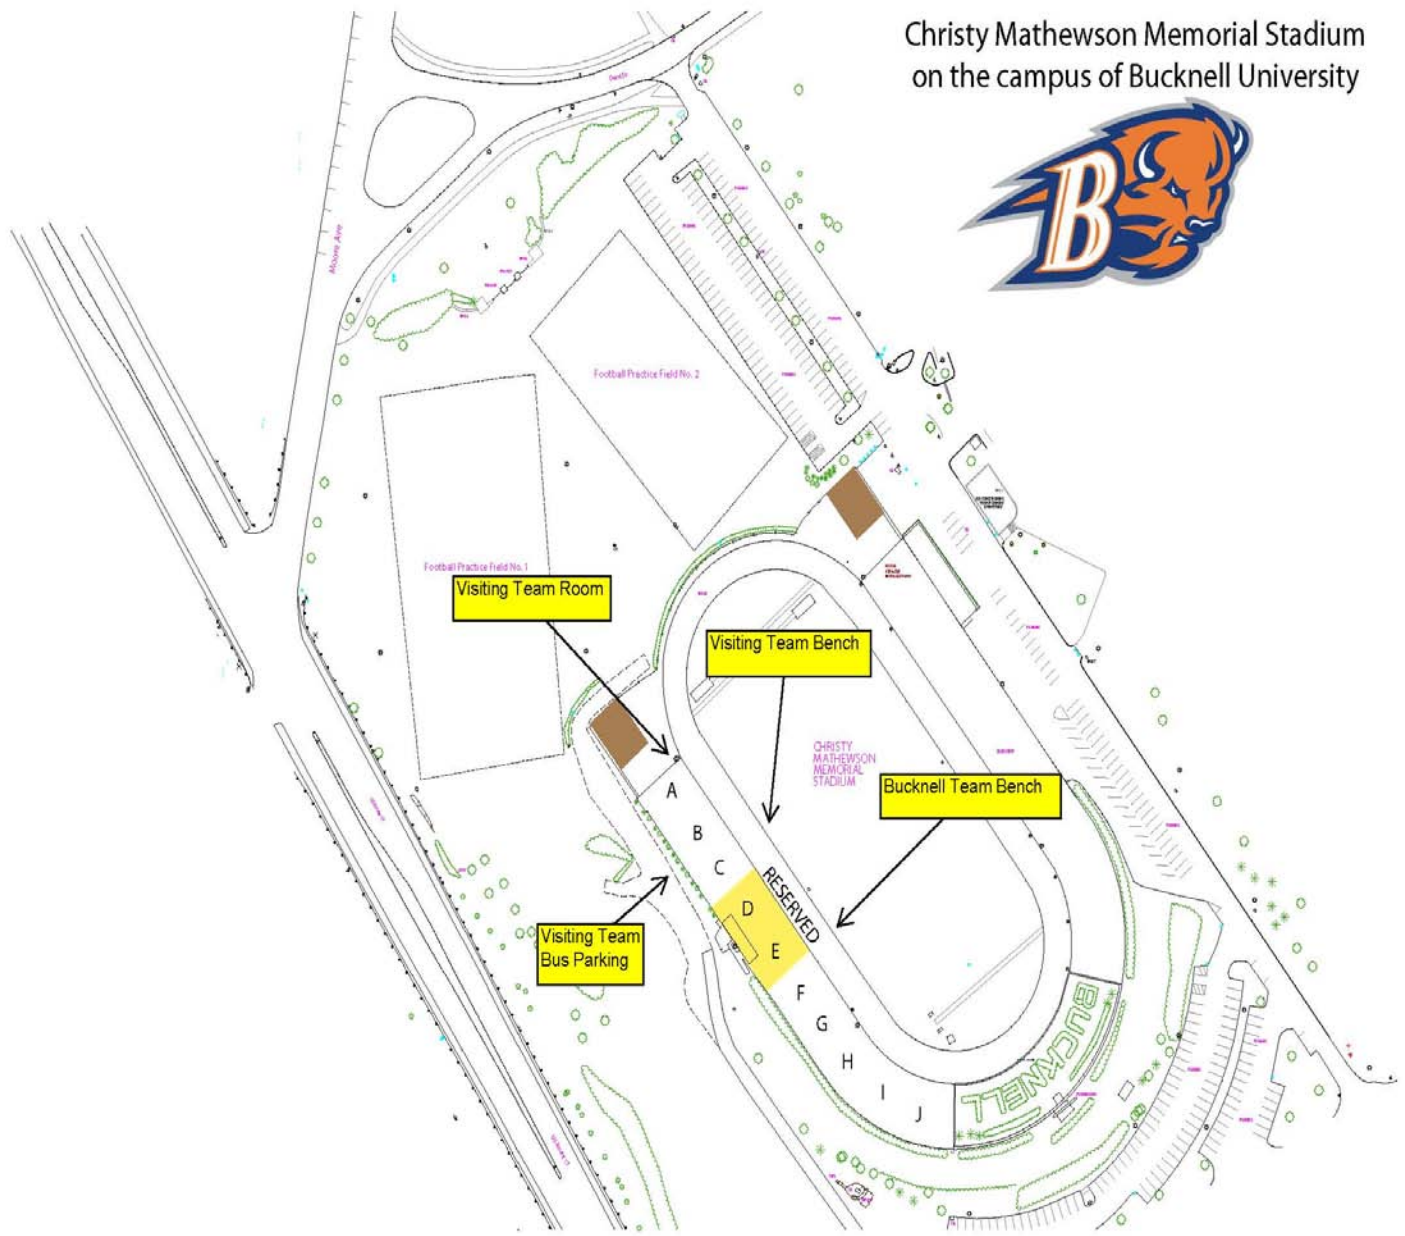 Christy Mathewson Memorial Stadium
on the campus of Bucknell University
B
Moore Ave
Football Practice Field No. 2
Football Practice Field No. 1
Visiting Team Room
Visiting Team Bench
CHRISTY
MATHEWSON
MEMORIAL
STADIUM
Bucknell Team Bench
A
B
C
D
E
RESERVED
Visiting Team
Bus Parking
F
G
H
I
J
BUCKNELL